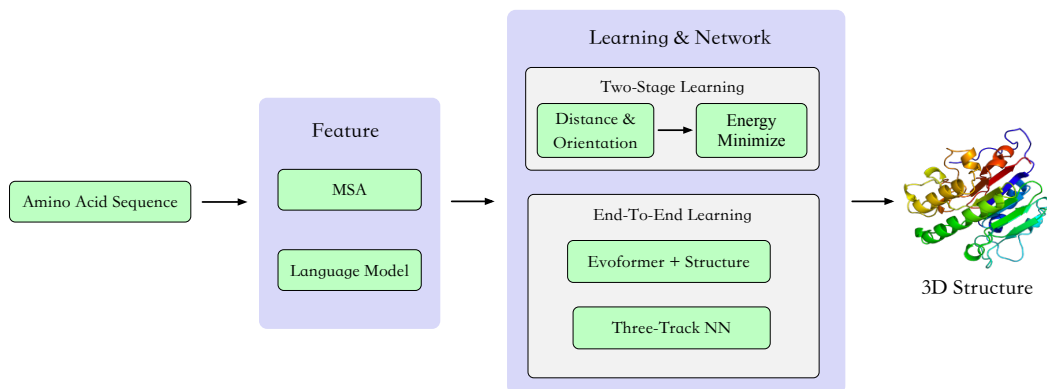 Amino Acid Sequence
Feature
MSA
Language Model
Learning & Network
Two-Stage Learning
Distance &
Orientation
Energy
Minimize
End-To-End Learning
Evoformer + Structure
Three-Track NN
3D Structure